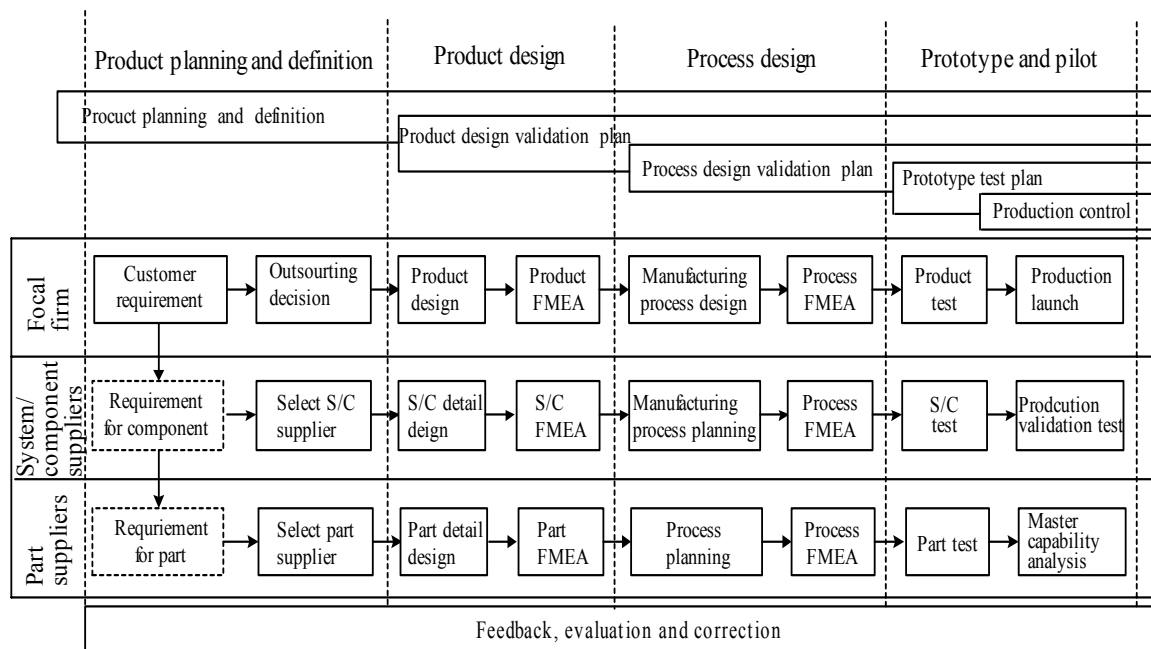 Product planning and definition
Product design
Process design
Prototype and pilot
Procuct planning and definition
Product design validation plan
Process design validation plan
Prototype test plan
Production control
Focal
firm
Customer
requirement
Outsourting
decision
Product
design
Product
FMEA
Manufacturing
process design
Process
FMEA
Product
test
Production
launch
System/
component
suppliers
Requirement
for component
Select S/C
supplier
S/C detail
deign
S/C
FMEA
Manufacturing
process planning
Process
FMEA
S/C
test
Prodcution
validation test
Part
suppliers
Requriement
for part
Select part
supplier
Part detail
design
Part
FMEA
Process
planning
Process
FMEA
Part test
Master
capability
analysis
Feedback, evaluation and correction